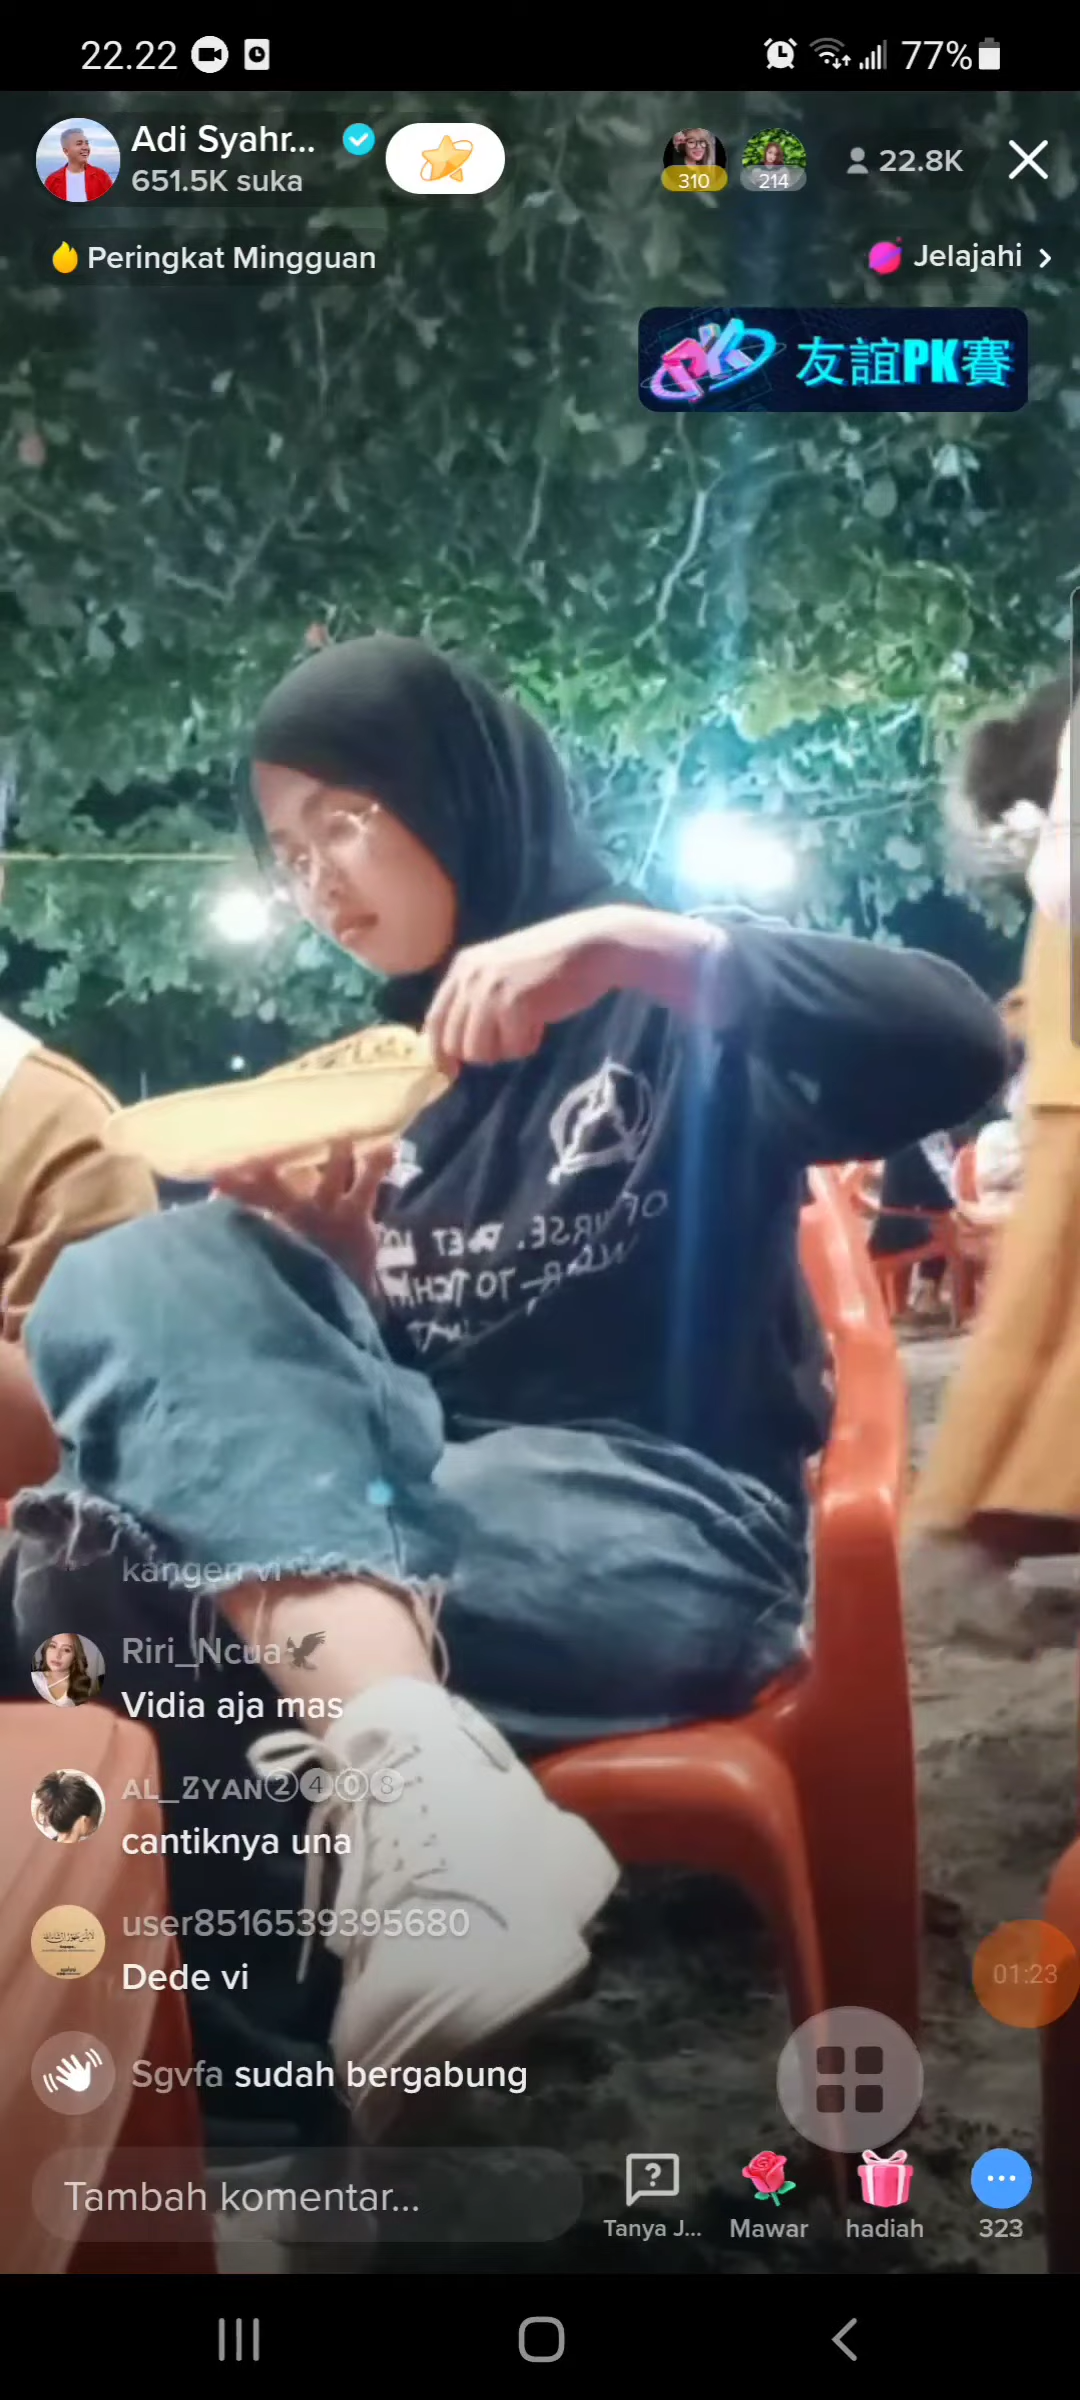 22.22
77%
Adi Syahr...
651.5K suka
310
214
22.8K
Peringkat Mingguan
Jelajahi
PK
友誼PK賽
kangen vi
Riri_Ncua
Vidia aja mas
AL_ZYAN②❹⓪❽
cantiknya una
user8516539395680
Dede vi
01:23
Sgvfa sudah bergabung
Tambah komentar...
Tanya J...
Mawar
hadiah
323